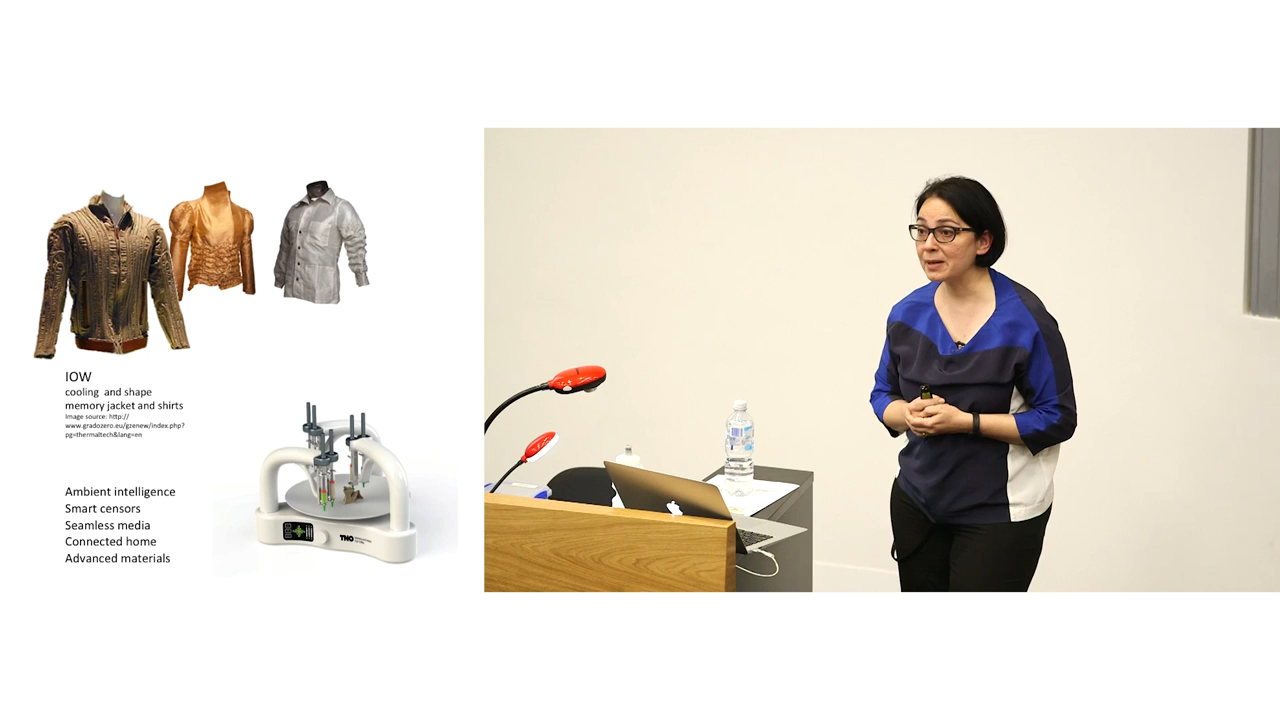 IOW
cooling and shape
memory jacket and shirts
Image source: http://
www.gradozero.eu/gzenew/index.php?
pg=thermaltech&lang=en
Ambient intelligence
Smart censors
Seamless media
Connected home
Advanced materials
TNO